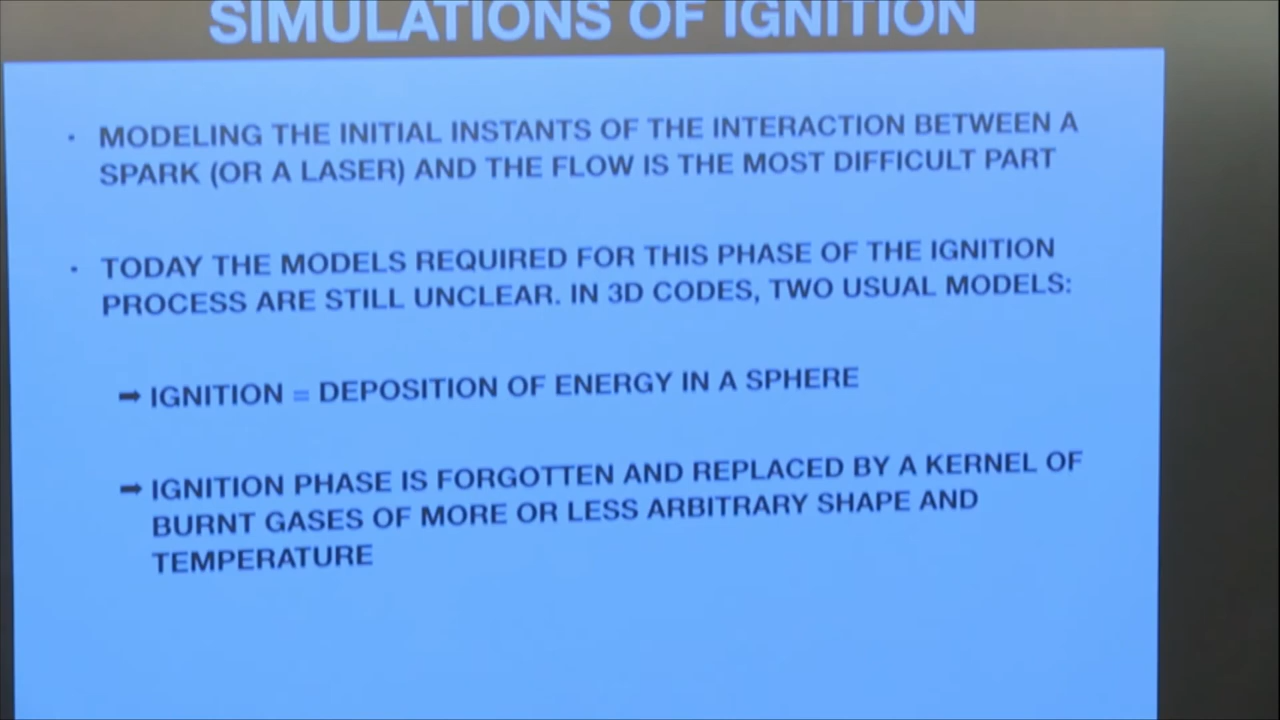 SIMULATIONS OF IGNITION
• MODELING THE INITIAL INSTANTS OF THE INTERACTION BETWEEN A
SPARK (OR A LASER) AND THE FLOW IS THE MOST DIFFICULT PART
• TODAY THE MODELS REQUIRED FOR THIS PHASE OF THE IGNITION
PROCESS ARE STILL UNCLEAR. IN 3D CODES, TWO USUAL MODELS:
➡ IGNITION = DEPOSITION OF ENERGY IN A SPHERE
➡ IGNITION PHASE IS FORGOTTEN AND REPLACED BY A KERNEL OF
BURNT GASES OF MORE OR LESS ARBITRARY SHAPE AND
TEMPERATURE